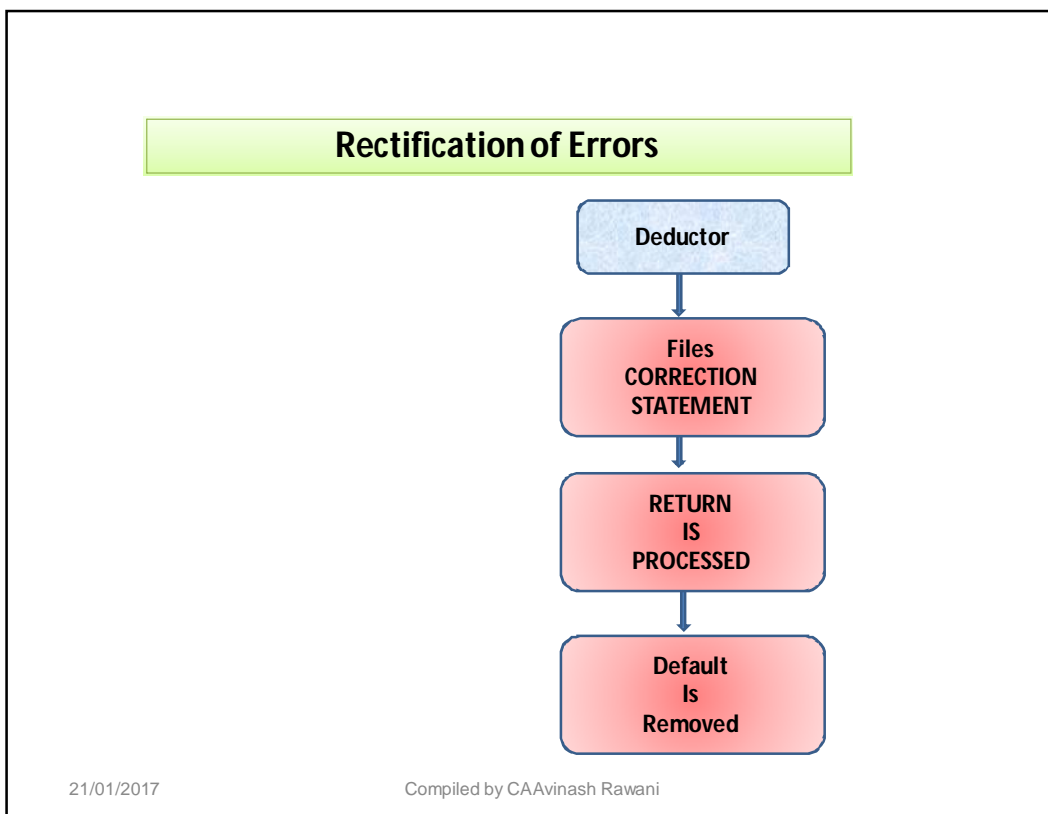 Rectification of Errors
Deductor
Files
CORRECTION
STATEMENT
RETURN
IS
PROCESSED
Default
Is
Removed
21/01/2017
Compiled by CAAvinash Rawani